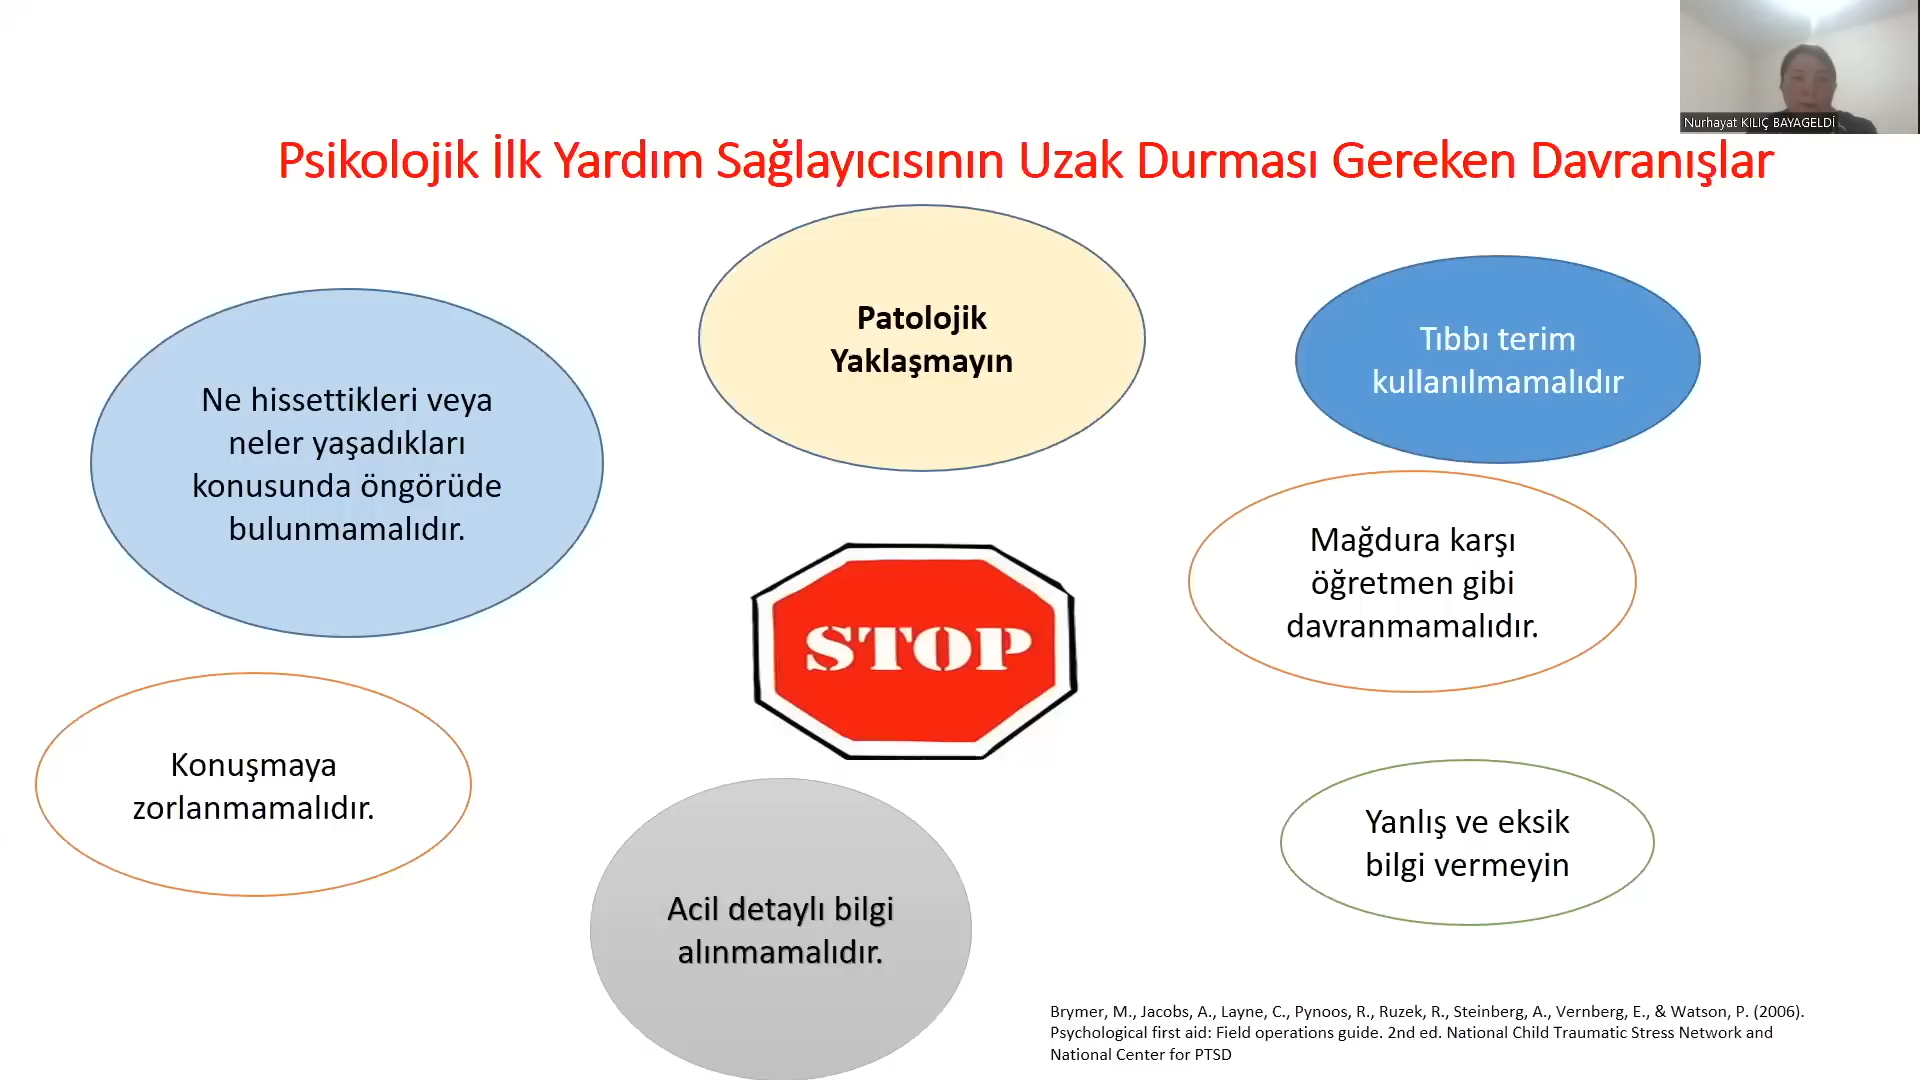 Nurhayat KILIÇ BAYAGELDİ
Psikolojik İlk Yardım Sağlayıcısının Uzak Durması Gereken Davranışlar
Patolojik
Yaklaşmayın
Tıbbı terim
kullanılmamalıdır
Ne hissettikleri veya
neler yaşadıkları
konusunda öngörüde
bulunmamalıdır.
Mağdura karşı
öğretmen gibi
davranmamalıdır.
STOP
Konuşmaya
zorlanmamalıdır.
Yanlış ve eksik
bilgi vermeyin
Acil detaylı bilgi
alınmamalıdır.
Brymer, M., Jacobs, A., Layne, C., Pynoos, R., Ruzek, R., Steinberg, A., Vernberg, E., & Watson, P. (2006).
Psychological first aid: Field operations guide. 2nd ed. National Child Traumatic Stress Network and
National Center for PTSD